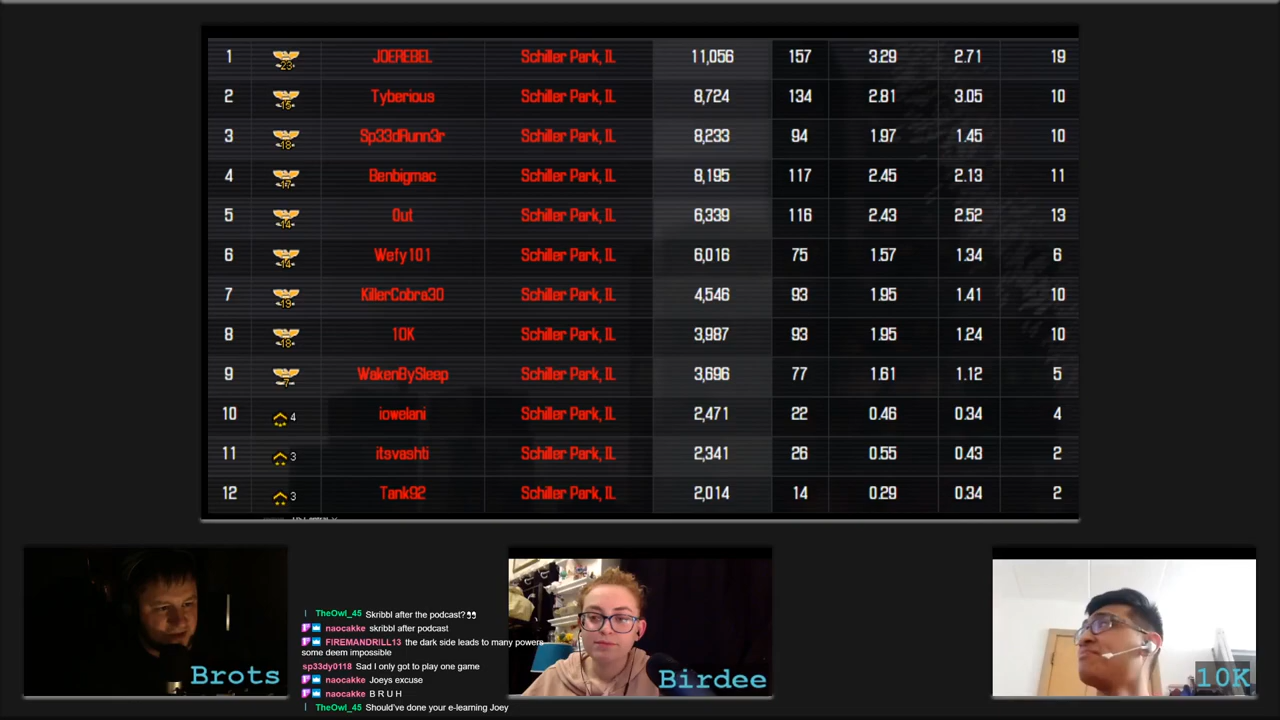 1 23 JOEREBEL Schiller Park, IL 11,056 157 3.29 2.71 19
2 15 Tyberious Schiller Park, IL 8,724 134 2.81 3.05 10
3 18 Sp33dRunn3r Schiller Park, IL 8,233 94 1.97 1.45 10
4 17 Benbigmac Schiller Park, IL 8,195 117 2.45 2.13 11
5 14 Out Schiller Park, IL 6,339 116 2.43 2.52 13
6 14 Wefy101 Schiller Park, IL 6,016 75 1.57 1.34 6
7 19 KillerCobra30 Schiller Park, IL 4,546 93 1.95 1.41 10
8 18 10K Schiller Park, IL 3,987 93 1.95 1.24 10
9 7 WakenBySleep Schiller Park, IL 3,696 77 1.61 1.12 5
10 4 iowelani Schiller Park, IL 2,471 22 0.46 0.34 4
11 3 itsvashti Schiller Park, IL 2,341 26 0.55 0.43 2
12 3 Tank92 Schiller Park, IL 2,014 14 0.29 0.34 2
Brots
TheOwl_45 Skribbl after the podcast?
naocakke skribbl after podcast
FIREMANDRILL13 the dark side leads to many powers
some deem impossible
sp33dy0118 Sad I only got to play one game
naocakke Joeys excuse
naocakke B R U H
TheOwl_45 Should've done your e-learning Joey
Birdee
10K